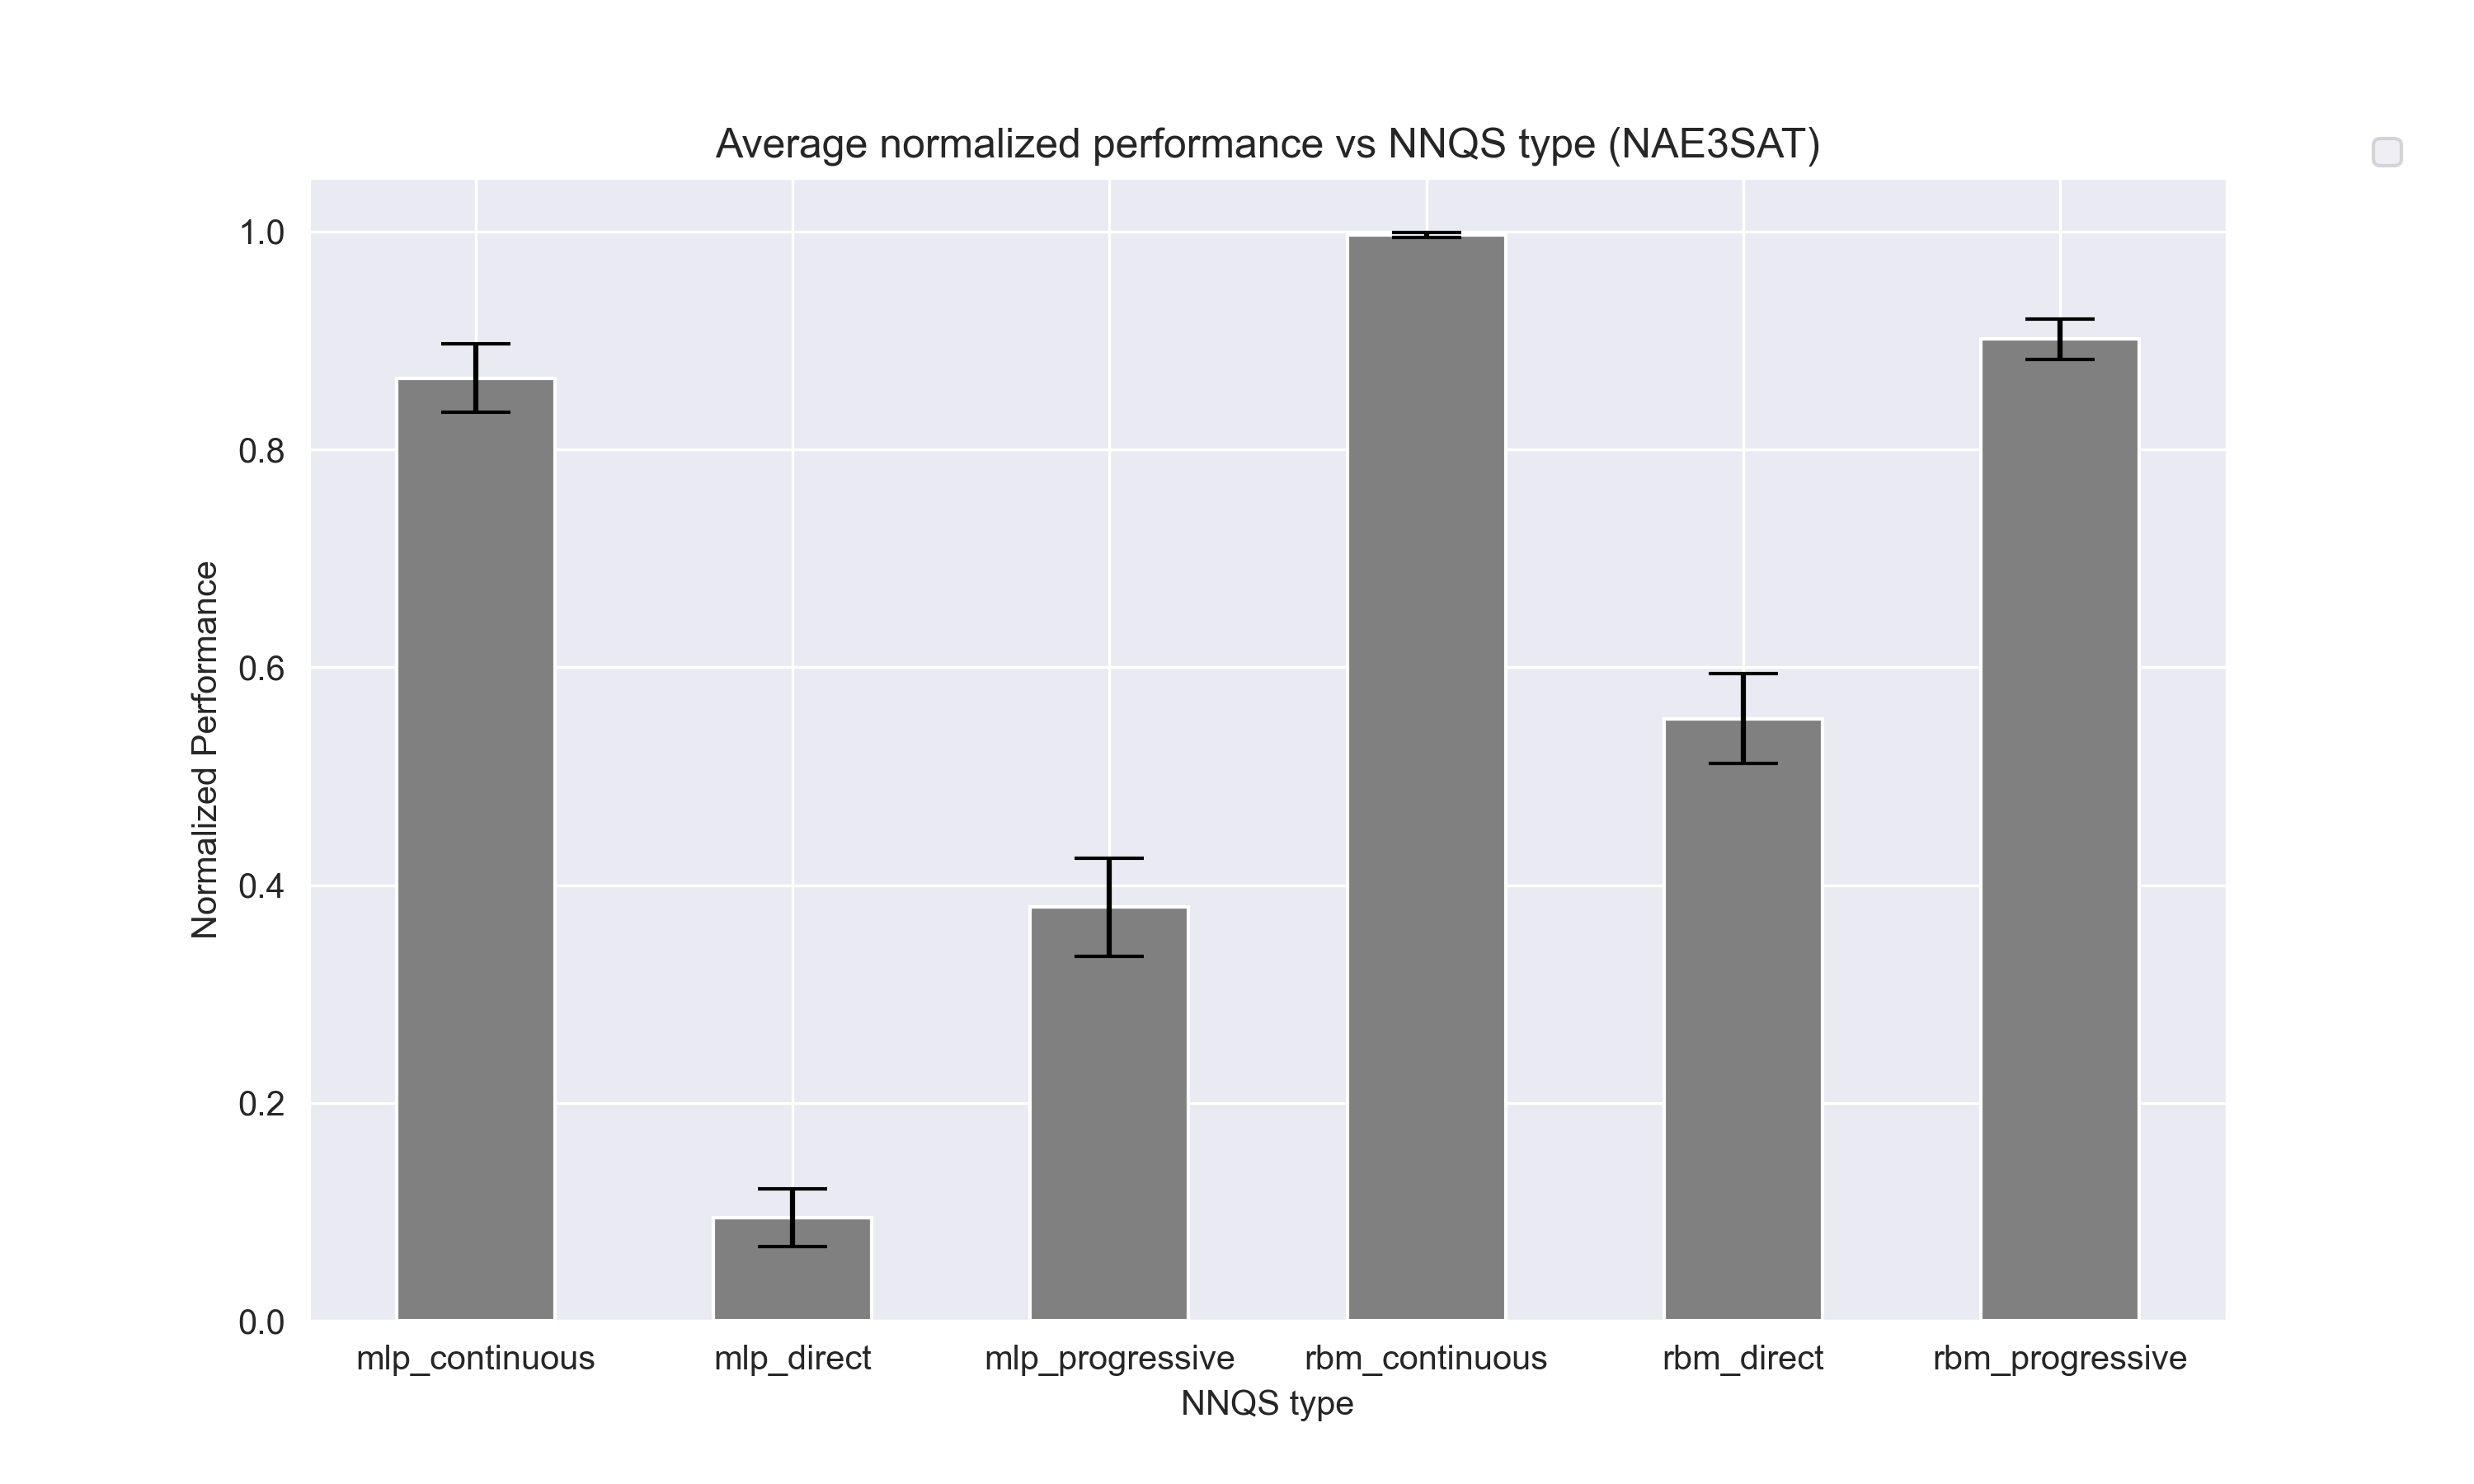 Average normalized performance vs NNQS type (NAE3SAT)
Normalized Performance
1.0
0.8
0.6
0.4
0.2
0.0
mlp_continuous mlp_direct mlp_progressive rbm_continuous rbm_direct rbm_progressive
NNQS type